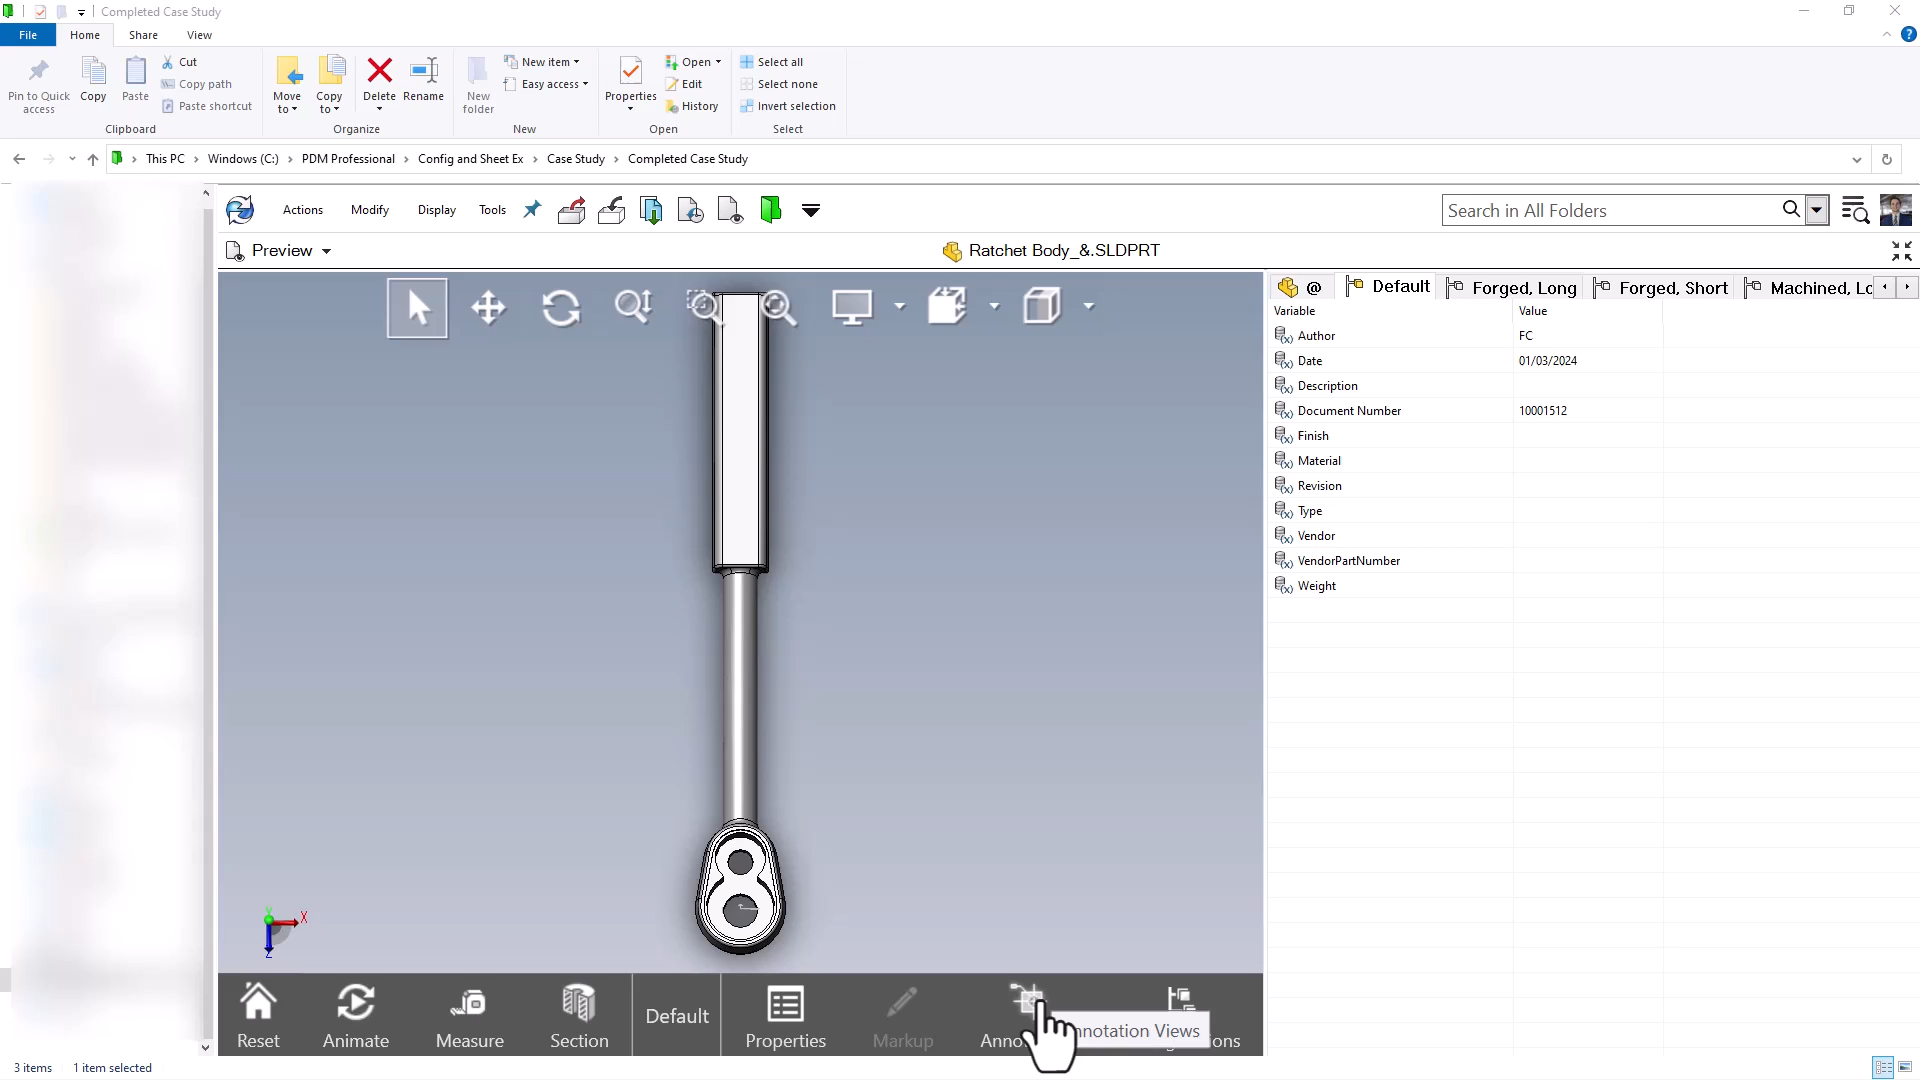 Completed Case Study
File Home Share View
Pin to Quick access
Copy
Paste
Cut
Copy path
Paste shortcut
Clipboard
Move to
Copy to
Delete
Rename
Organize
New folder
New item
Easy access
New
Properties
Open
Edit
History
Open
Select all
Select none
Invert selection
Select
This PC Windows (C:) PDM Professional Config and Sheet Ex Case Study Completed Case Study
Actions Modify Display Tools
Search in All Folders
Preview
Ratchet Body_&.SLDPRT
@ Default Forged, Long Forged, Short Machined, Lo
Variable Value
Author FC
Date 01/03/2024
Description
Document Number 10001512
Finish
Material
Revision
Type
Vendor
VendorPartNumber
Weight
X
Y
Z
Reset Animate Measure Section Default Properties Markup
Annotation Views
3 items 1 item selected